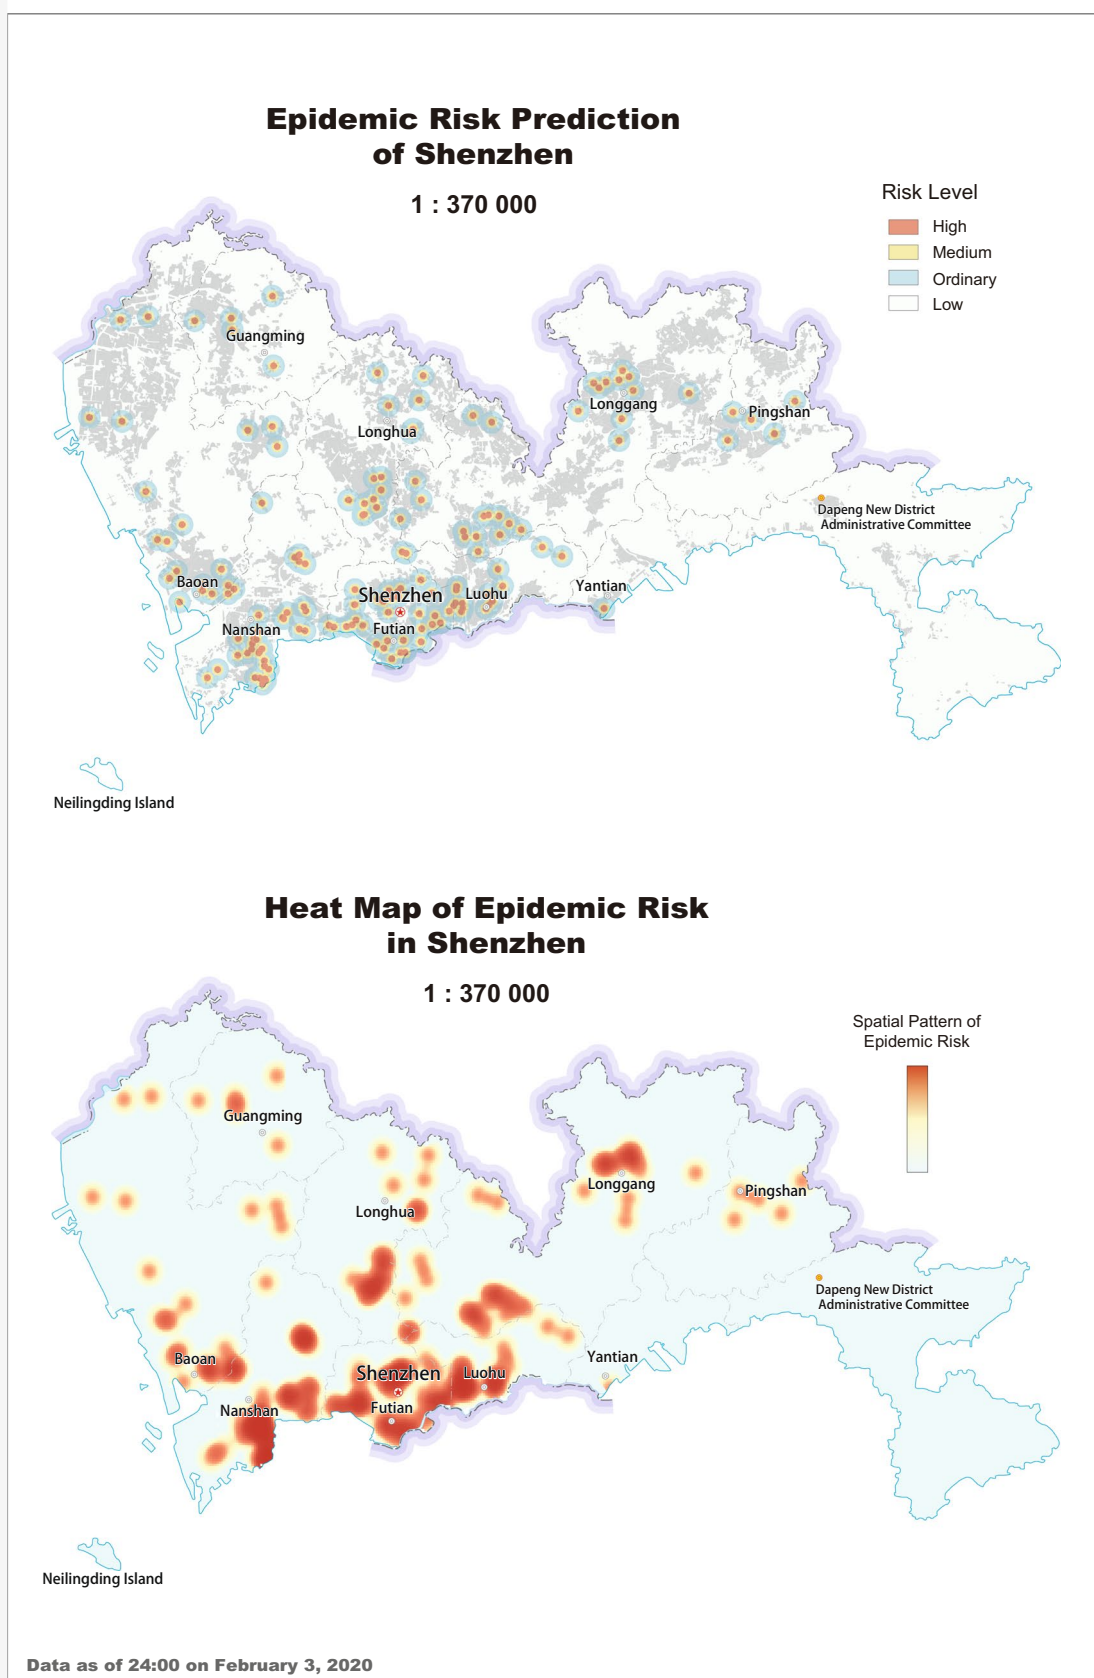 Epidemic Risk Prediction
of Shenzhen
1 : 370 000
Risk Level
High
Medium
Ordinary
Low
Guangming
Longgang
Pingshan
Longhua
Dapeng New District
Administrative Committee
Baoan
Shenzhen
Luohu
Yantian
Nanshan
Futian
Neilingding Island
Heat Map of Epidemic Risk
in Shenzhen
1 : 370 000
Spatial Pattern of
Epidemic Risk
Guangming
Longgang
Pingshan
Longhua
Dapeng New District
Administrative Committee
Baoan
Yantian
Shenzhen
Luohu
Nanshan
Futian
Neilingding Island
Data as of 24:00 on February 3, 2020